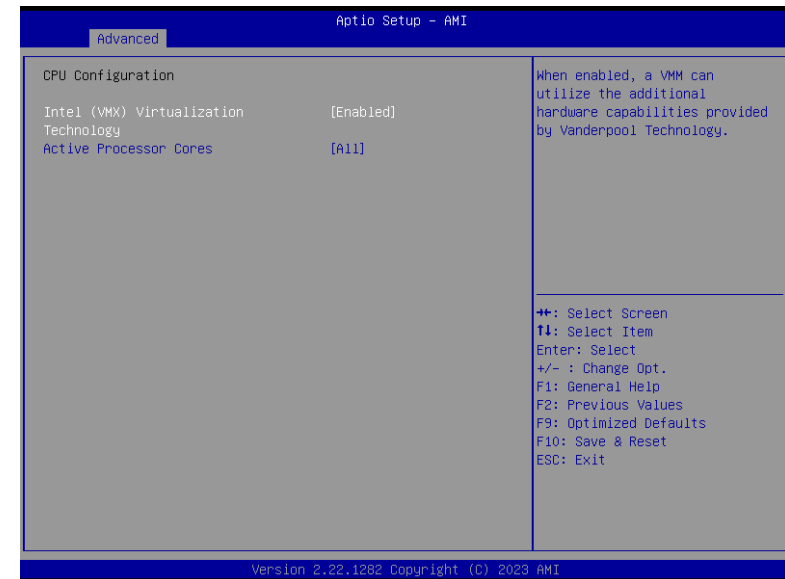 Aptio Setup – AMI
Advanced
CPU Configuration
Intel (VMX) Virtualization Technology [Enabled]
Active Processor Cores [All]
When enabled, a VMM can
utilize the additional
hardware capabilities provided
by Vanderpool Technology.
→←: Select Screen
↑↓: Select Item
Enter: Select
+/- : Change Opt.
F1: General Help
F2: Previous Values
F9: Optimized Defaults
F10: Save & Reset
ESC: Exit
Version 2.22.1282 Copyright (C) 2023 AMI